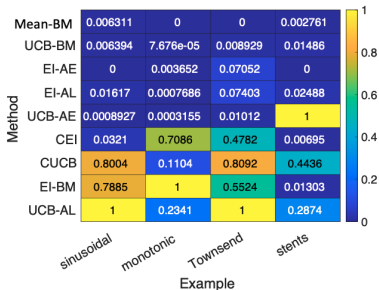 Mean-BM 0.006311 0 0 0.002761
UCB-BM 0.006394 7.676e-05 0.008929 0.01486
EI-AE 0 0.003652 0.07052 0
EI-AL 0.01617 0.0007686 0.07403 0.02488
UCB-AE 0.0008927 0.0003155 0.01012 1
CEI 0.0321 0.7086 0.4782 0.00695
CUCB 0.8004 0.1104 0.8092 0.4436
EI-BM 0.7885 1 0.5524 0.01303
UCB-AL 1 0.2341 1 0.2874
sinusoidal monotonic Townsend stents
Example
Method
1
0.8
0.6
0.4
0.2
0